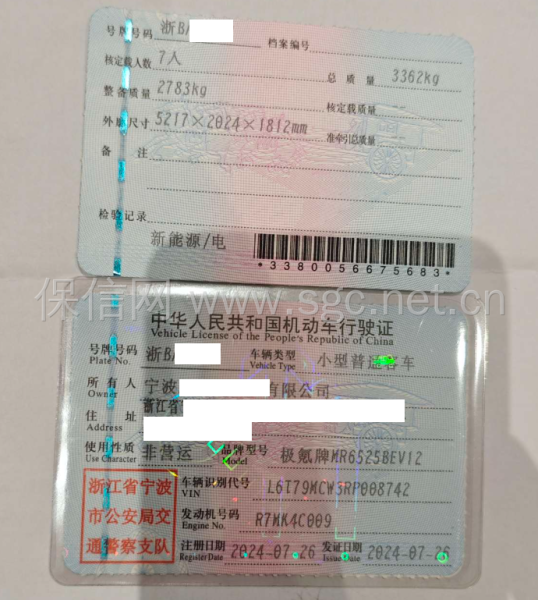 号牌号码 浙B
档案编号
核定载人数 7人
总质量 3362kg
整备质量 2783kg
核定载质量
外廓尺寸 5217×2024×1812mm
准牵引总质量
备 注
检验记录
新能源/电
*3380056675683*
保信网 www.sgc.net.cn
中华人民共和国机动车行驶证
Vehicle License of the People's Republic of China
号牌号码 浙B
Plate No.
车辆类型 小型普通客车
Vehicle Type
所有人 宁波 有限公司
Owner
住 址 浙江省
Address
使用性质 非营运
Use Character
品牌型号 极氪牌MR6525BEV12
Model
浙江省宁波市公安局交通警察支队
车辆识别代号 L6T79MCW3RP008742
VIN
发动机号码 R7MK4C009
Engine No.
注册日期 2024-07-26
Register Date
发证日期 2024-07-26
Issue Date